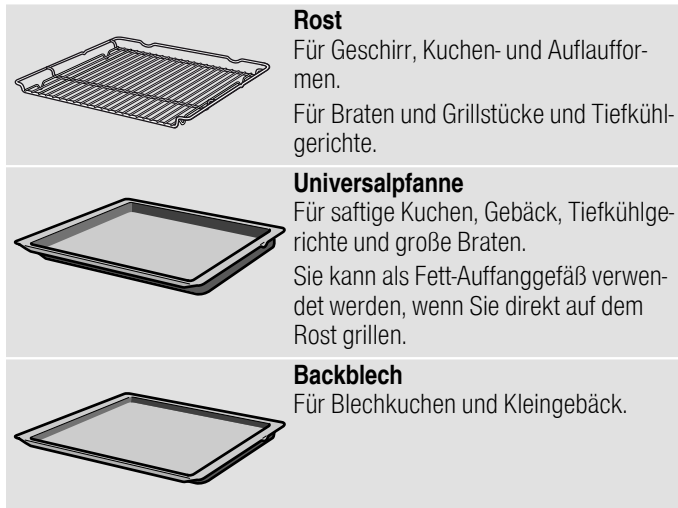 Rost
Für Geschirr, Kuchen- und Auflauffor-
men.
Für Braten und Grillstücke und Tiefkühl-
gerichte.
Universalpfanne
Für saftige Kuchen, Gebäck, Tiefkühlge-
richte und große Braten.
Sie kann als Fett-Auffanggefäß verwen-
det werden, wenn Sie direkt auf dem
Rost grillen.
Backblech
Für Blechkuchen und Kleingebäck.